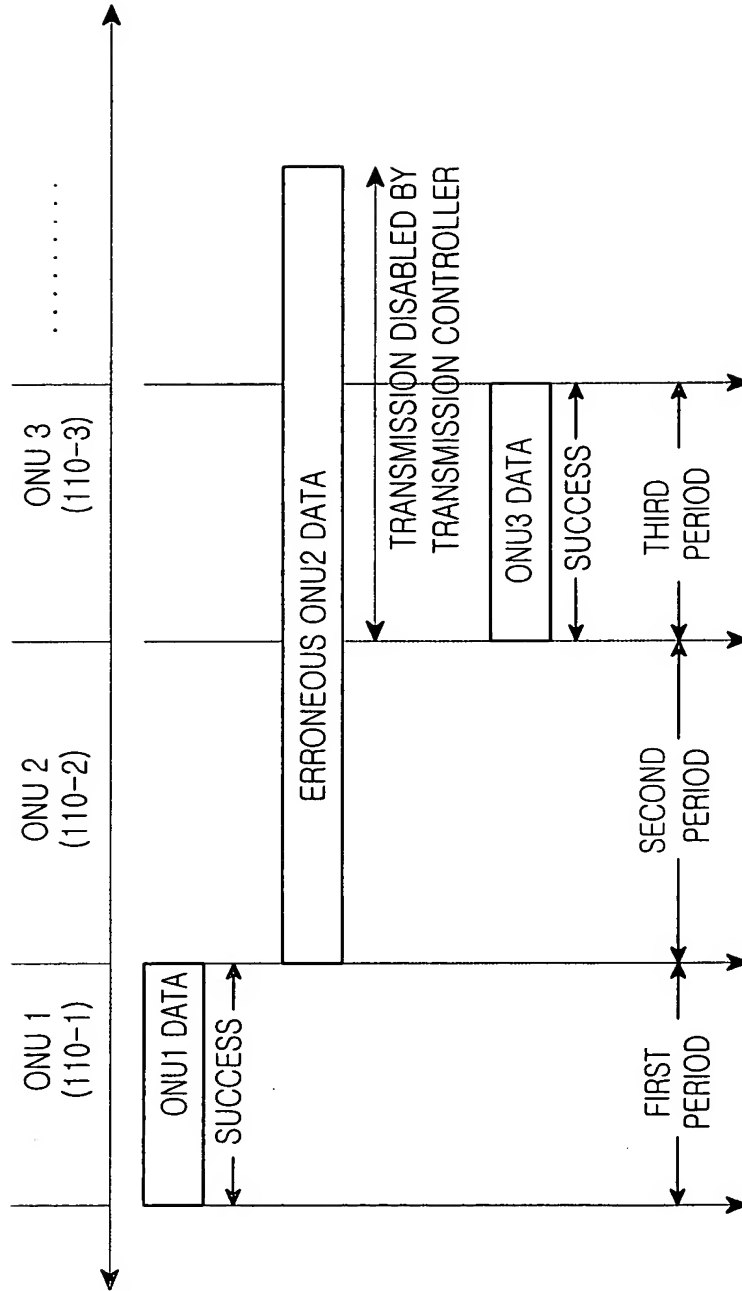 ONU 1
(110-1)
ONU 2
(110-2)
ONU 3
(110-3)
.........
ONU1 DATA
SUCCESS
ERRONEOUS ONU2 DATA
TRANSMISSION DISABLED BY
TRANSMISSION CONTROLLER
ONU3 DATA
SUCCESS
FIRST
PERIOD
SECOND
PERIOD
THIRD
PERIOD